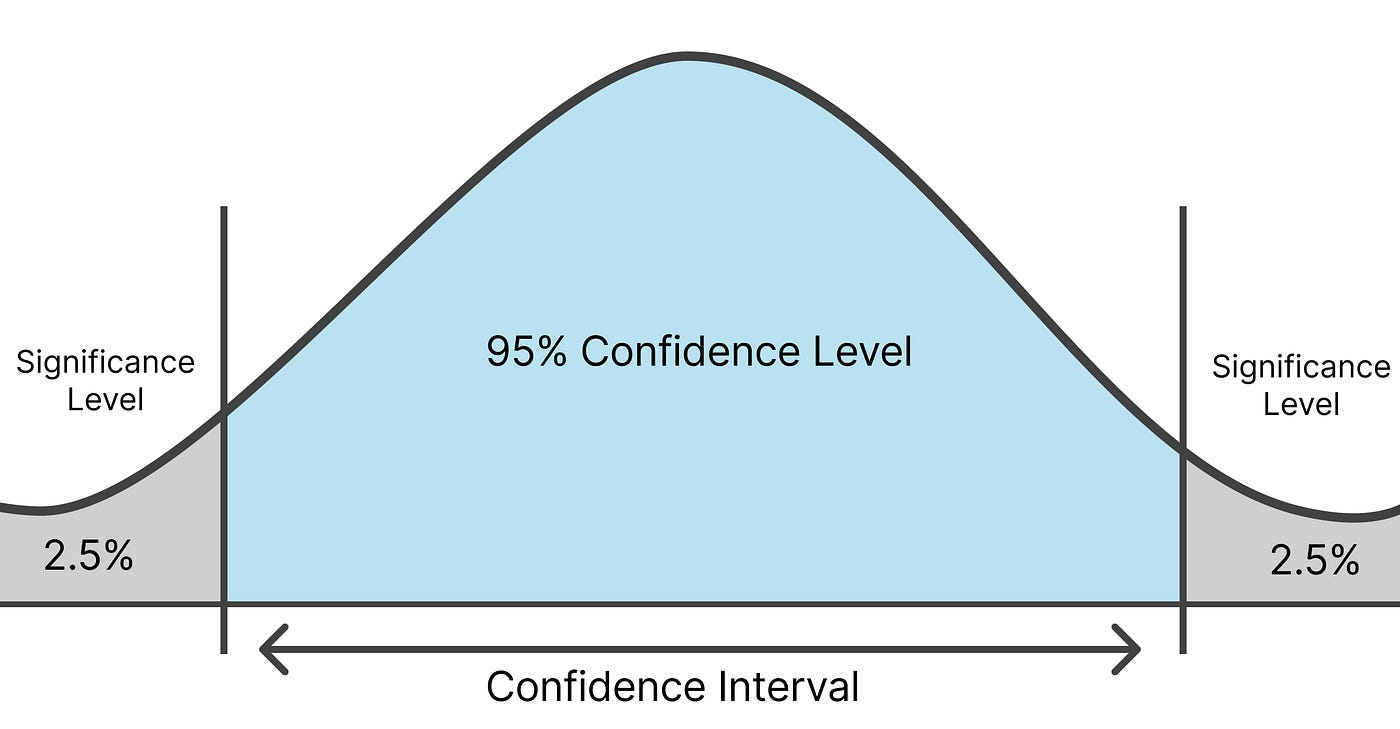 95% Confidence Level
Significance
Level
Significance
Level
2.5%
2.5%
Confidence Interval